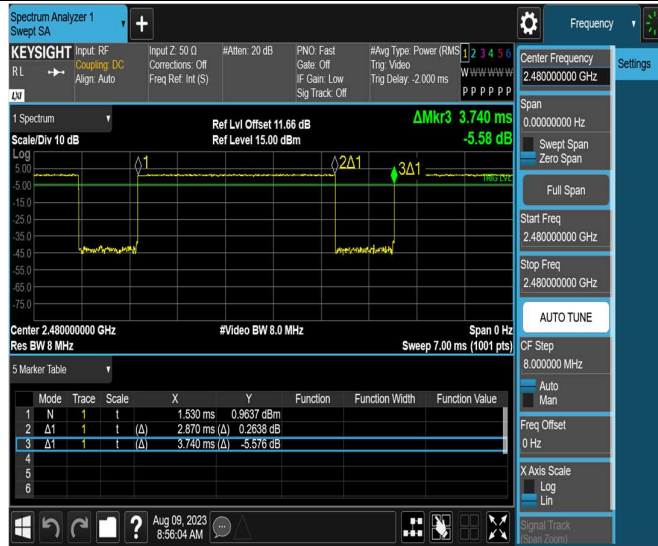 Spectrum Analyzer 1
Swept SA
Frequency
KEYSIGHT
Input: RF
Coupling: DC
Align: Auto
Input Z: 50 Ω
Corrections: Off
Freq Ref: Int (S)
#Atten: 20 dB
PNO: Fast
Gate: Off
IF Gain: Low
Sig Track: Off
#Avg Type: Power (RMS
Trig: Video
Trig Delay: -2.000 ms
1 2 3 4 5 6
W W W W W W
P P P P P P
R L
LXI
Center Frequency
2.480000000 GHz
Settings
Span
0.00000000 Hz
Swept Span
Zero Span
Full Span
Start Freq
2.480000000 GHz
Stop Freq
2.480000000 GHz
AUTO TUNE
CF Step
8.000000 MHz
Auto
Man
Freq Offset
0 Hz
X Axis Scale
Log
Lin
Signal Track
(Span Zoom)
1 Spectrum
Scale/Div 10 dB
Ref Lvl Offset 11.66 dB
Ref Level 15.00 dBm
ΔMkr3 3.740 ms
-5.58 dB
Log
5.00
-5.00
-15.0
-25.0
-35.0
-45.0
-55.0
-65.0
-75.0
1
2Δ1
3Δ1
TRIG LVL
Center 2.480000000 GHz
Res BW 8 MHz
#Video BW 8.0 MHz
Span 0 Hz
Sweep 7.00 ms (1001 pts)
5 Marker Table
Mode Trace Scale X Y Function Function Width Function Value
1 N 1 t 1.530 ms 0.9637 dBm
2 Δ1 1 t (Δ) 2.870 ms (Δ) 0.2638 dB
3 Δ1 1 t (Δ) 3.740 ms (Δ) -5.576 dB
4
5
6
?
Aug 09, 2023
8:56:04 AM